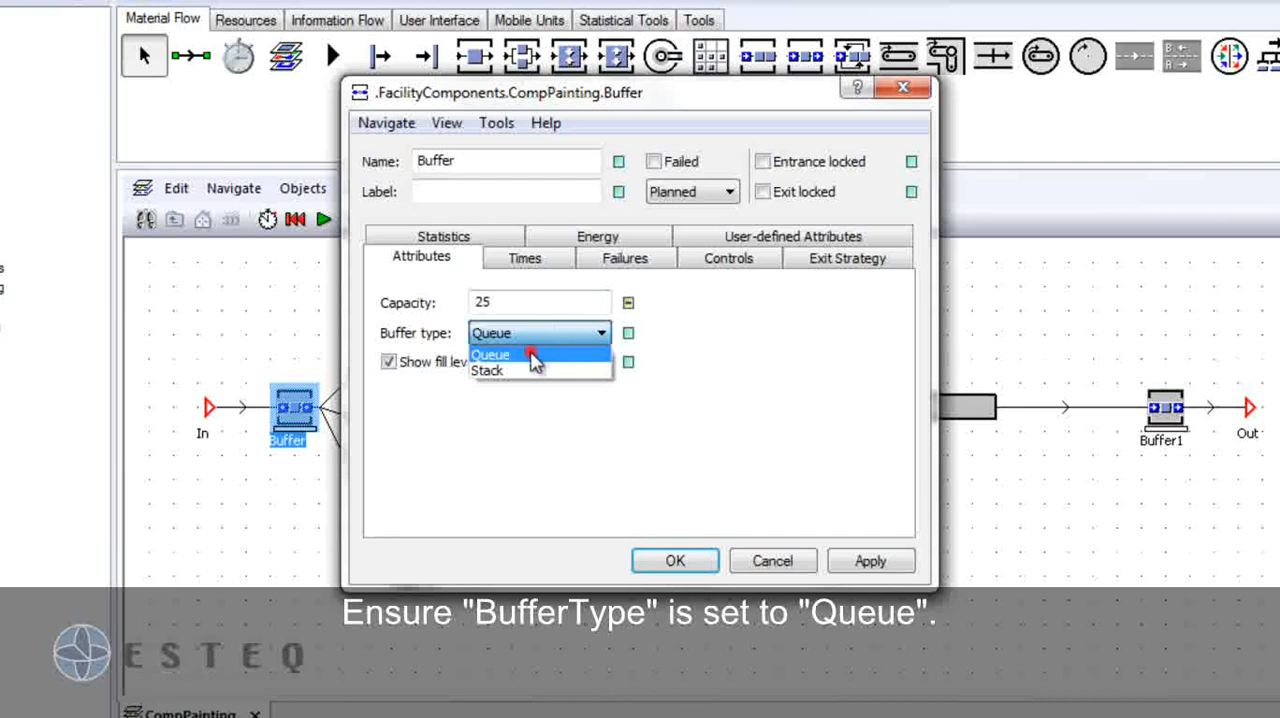 Material Flow Resources Information Flow User Interface Mobile Units Statistical Tools Tools
.FacilityComponents.CompPainting.Buffer
?
Navigate View Tools Help
Name: Buffer Failed Entrance locked
Label: Planned Exit locked
Edit Navigate Objects
Statistics Energy User-defined Attributes
Attributes Times Failures Controls Exit Strategy
Capacity: 25
Buffer type: Queue
Queue
Show fill lev
Stack
In
Buffer
Buffer1
Out
OK Cancel Apply
Ensure "BufferType" is set to "Queue".
ESTEQ
CompPainting